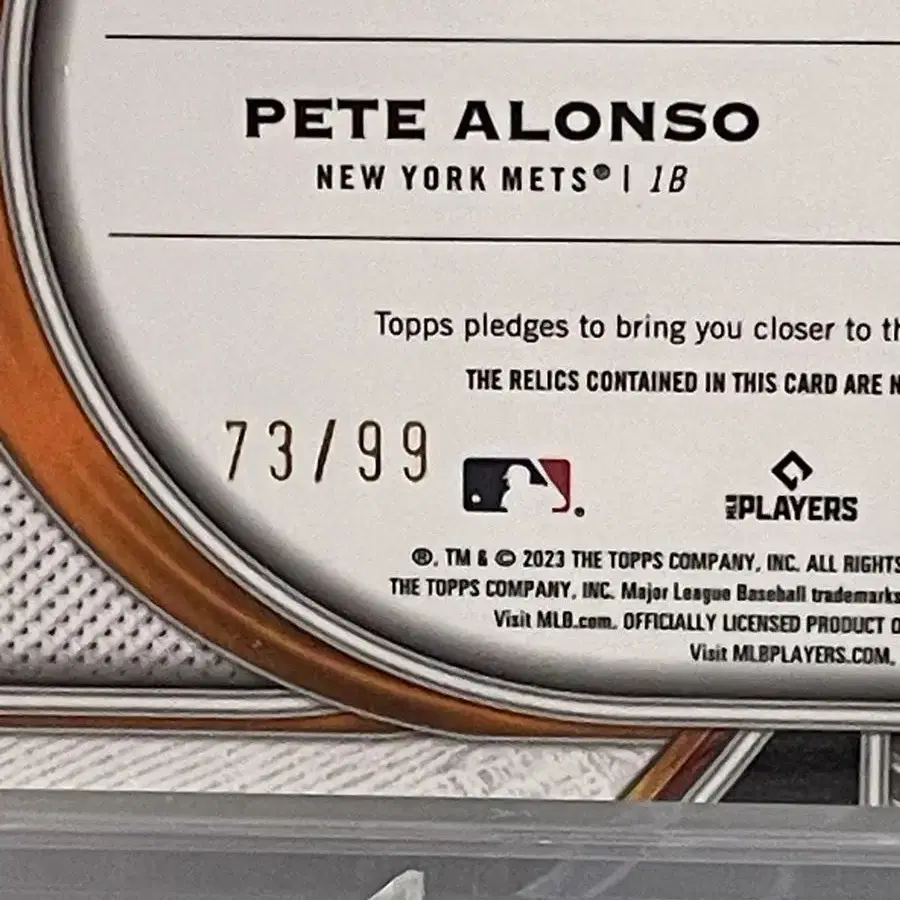 PETE ALONSO
NEW YORK METS® | 1B
Topps pledges to bring you closer to th
THE RELICS CONTAINED IN THIS CARD ARE N
73/99
PLAYERS
®, TM & © 2023 THE TOPPS COMPANY, INC. ALL RIGHTS
THE TOPPS COMPANY, INC. Major League Baseball trademarks
Visit MLB.com. OFFICIALLY LICENSED PRODUCT O
Visit MLBPLAYERS.COM.